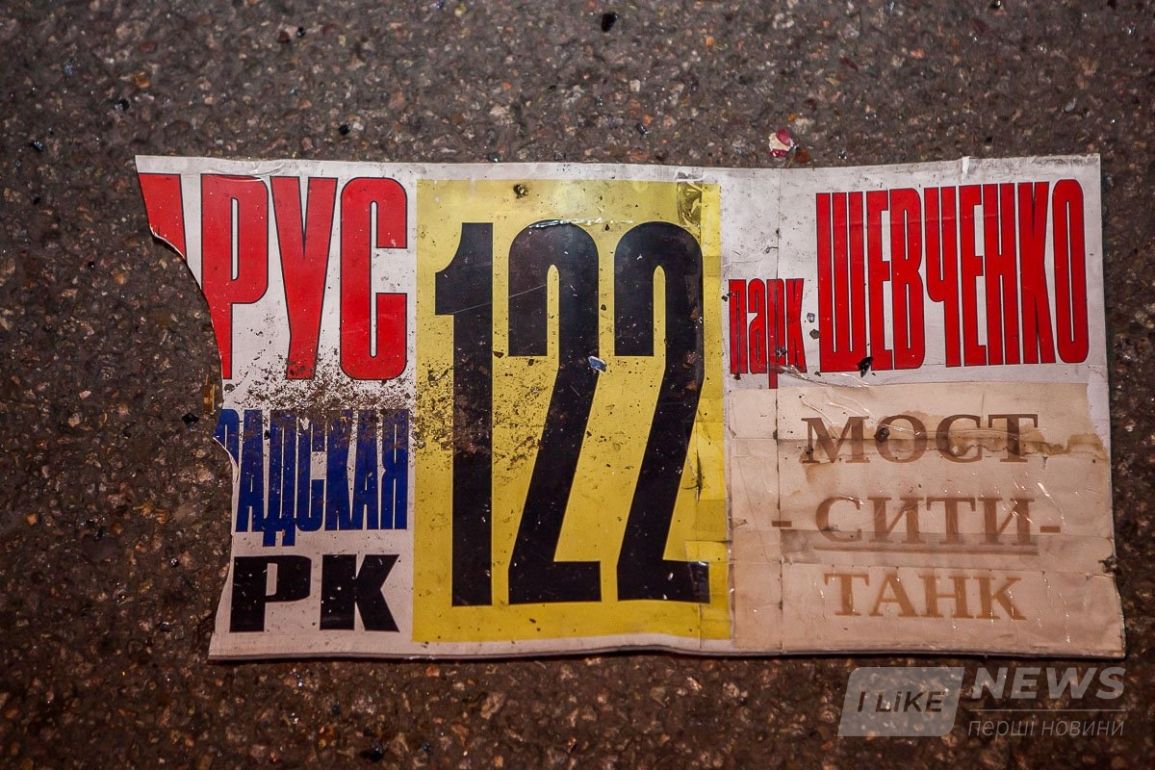 РУС
122
парк ШЕВЧЕНКО
АДСКАЯ
РК
МОСТ
- СИТИ-
ТАНК
I LiKE NEWS
перші новини